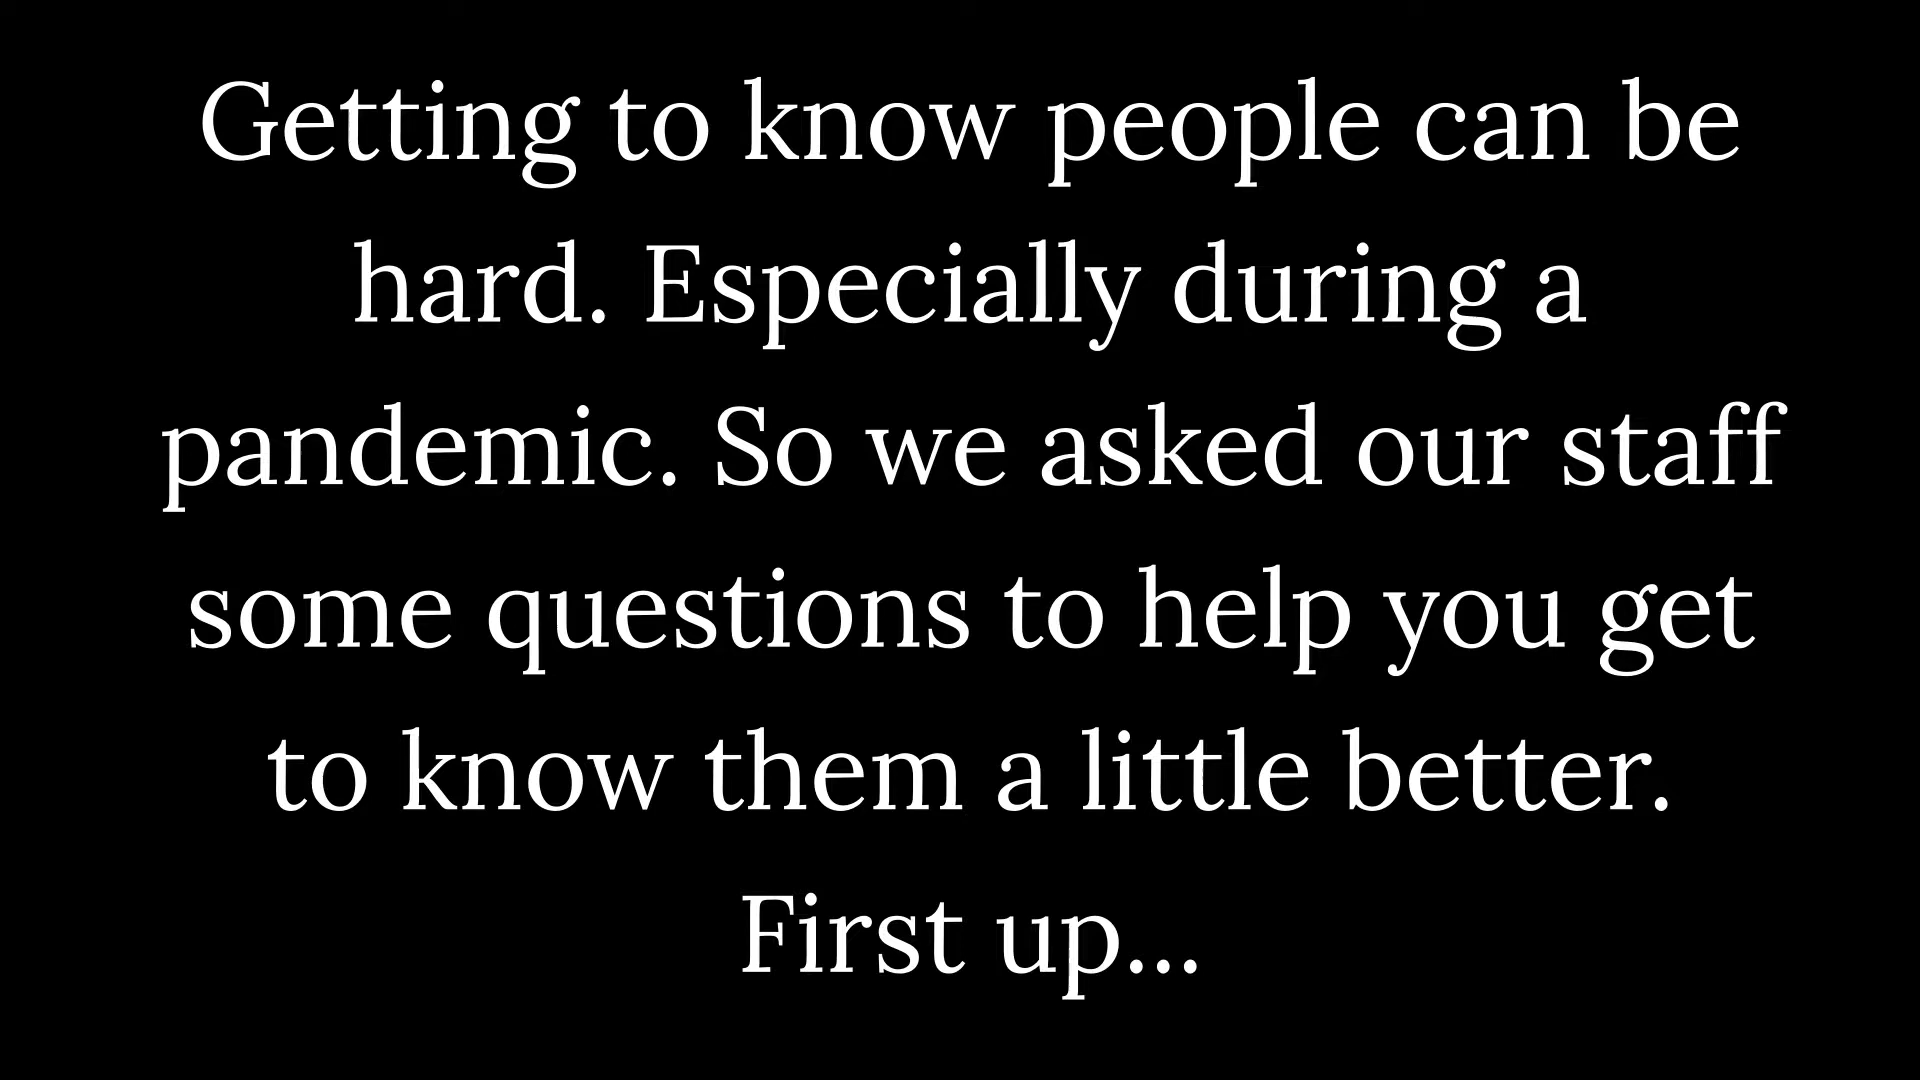 Getting to know people can be
hard. Especially during a
pandemic. So we asked our staff
some questions to help you get
to know them a little better.
First up...